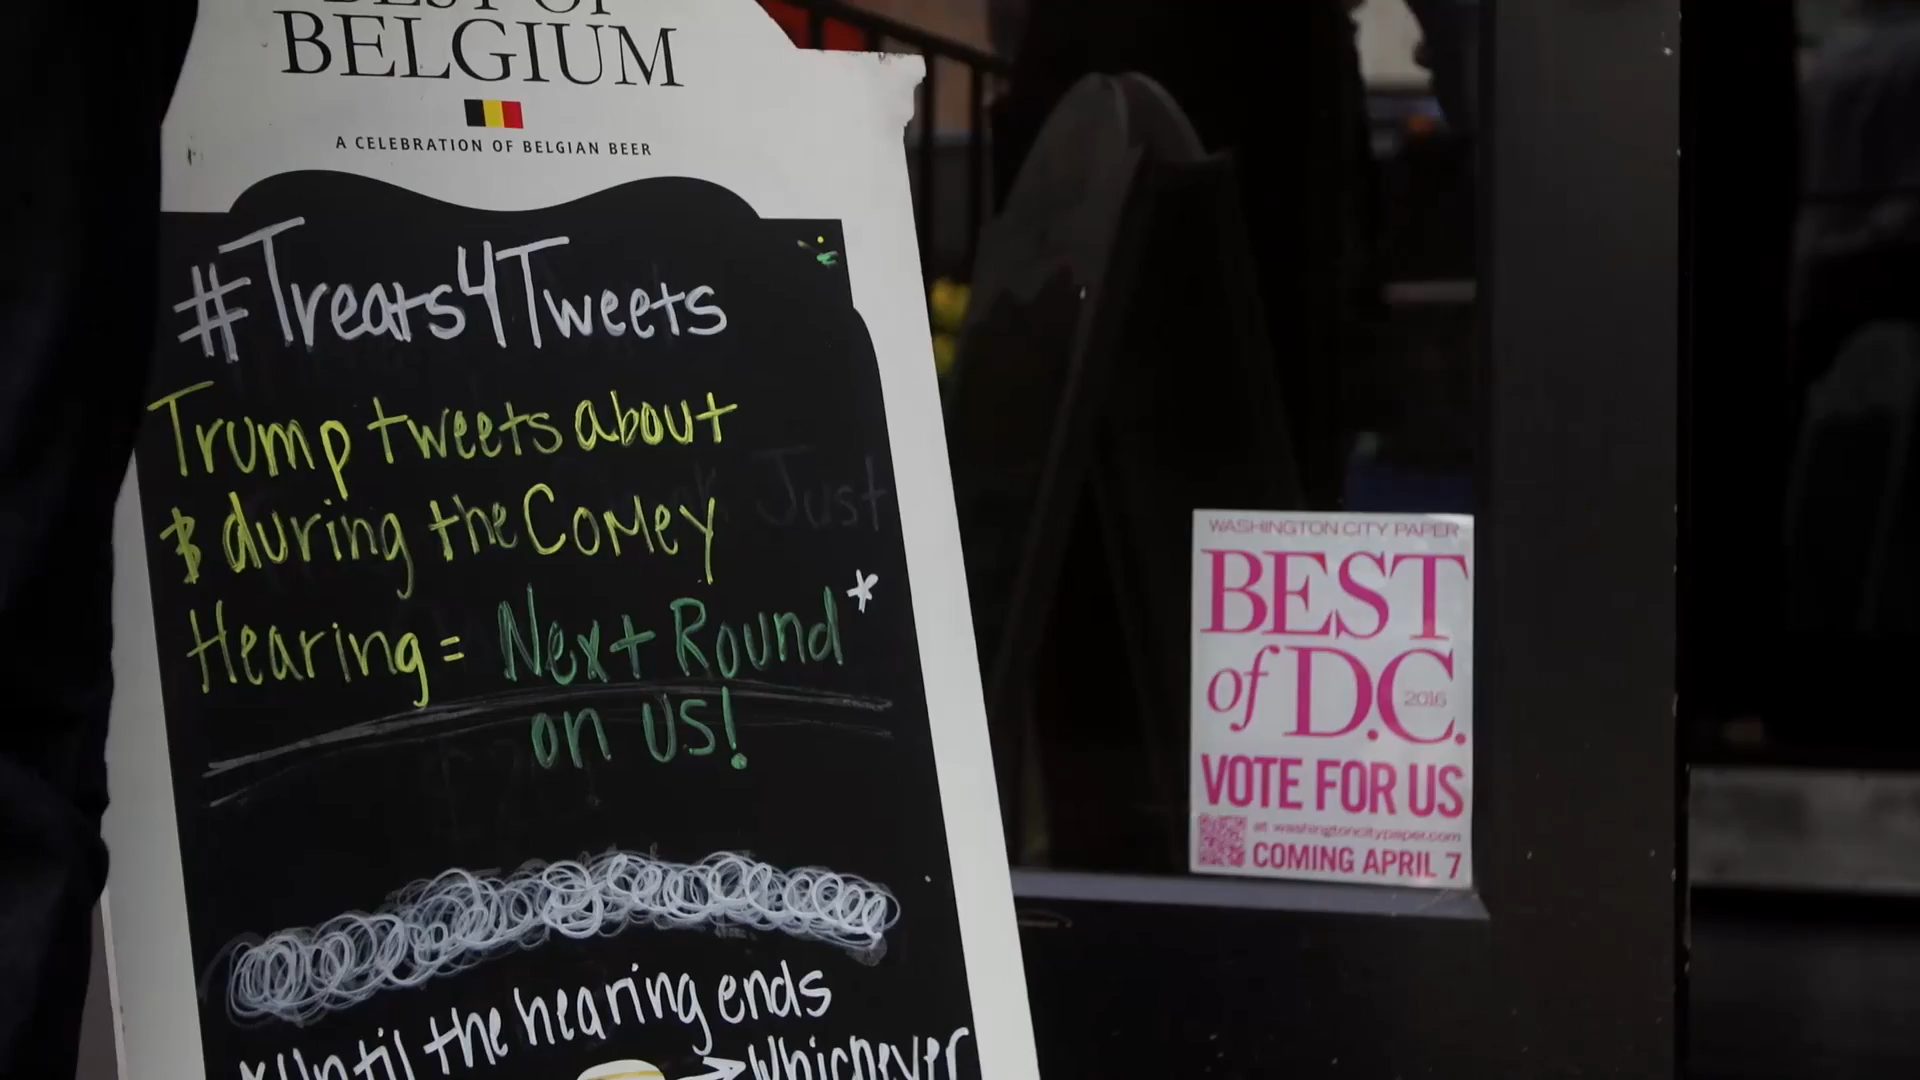 BEST OF
BELGIUM
A CELEBRATION OF BELGIAN BEER
#Treats4Tweets
Trump tweets about
$ during the Comey
Hearing = Next Round*
on us!
*Until the hearing ends
→ Whichever
Just
WASHINGTON CITY PAPER
BEST
of D.C.
2016
VOTE FOR US
at washingtoncitypaper.com
COMING APRIL 7